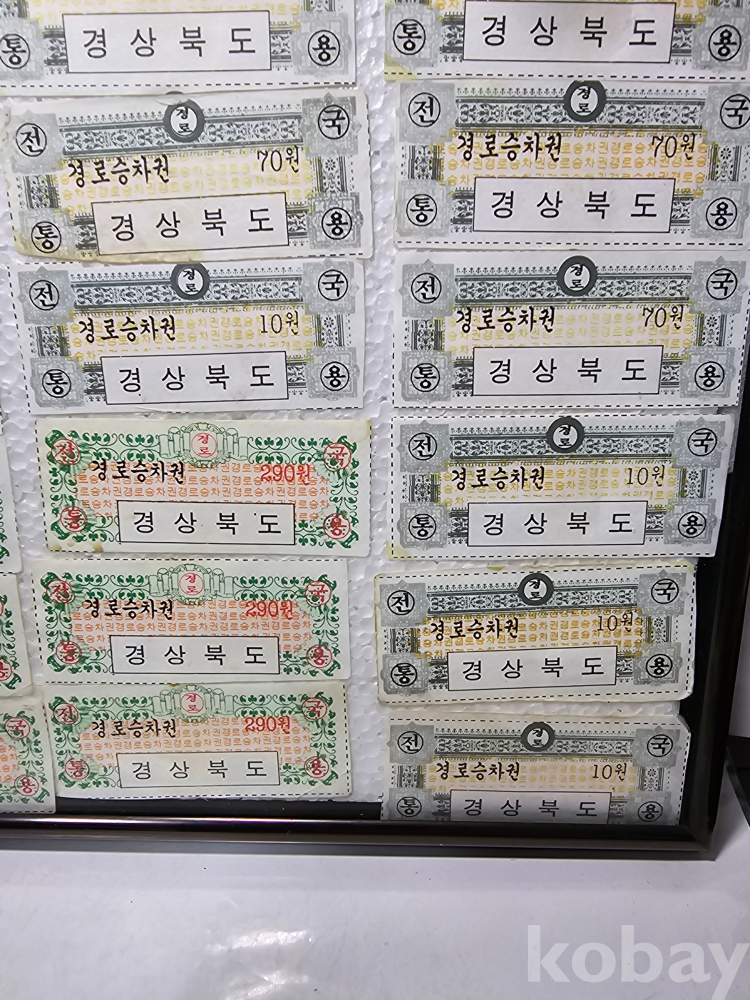 통 경상북도 용
전 경로 국
경로승차권 70원
통 경상북도 용
전 경로 국
경로승차권 10원
통 경상북도 용
전 경로 국
경로승차권 290원
통 경상북도 용
전 경로 국
경로승차권 290원
통 경상북도 용
전 경로 국
경로승차권 290원
통 경상북도 용
통 경상북도 용
전 경로 국
경로승차권 70원
통 경상북도 용
전 경로 국
경로승차권 70원
통 경상북도 용
전 경로 국
경로승차권 10원
통 경상북도 용
전 경로 국
경로승차권 10원
통 경상북도 용
전 경로 국
경로승차권 10원
통 경상북도 용
국
용
kobay